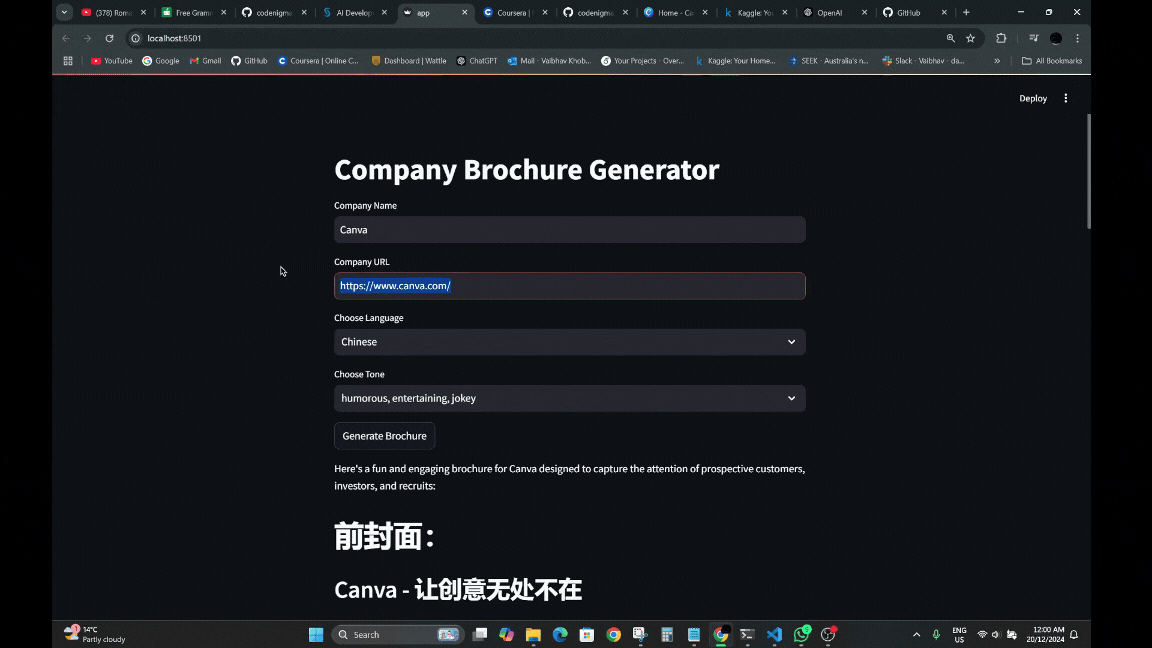 (378) Roma
Free Gramm
codenigma
AI Develop
app
Coursera |
codenigma
Home - Ca
Kaggle: Yo
OpenAI
GitHub
localhost:8501
YouTube
Google
Gmail
GitHub
Coursera | Online C...
Dashboard | Wattle
ChatGPT
Mail - Vaibhav Khob...
Your Projects - Over...
Kaggle: Your Home...
SEEK - Australia's n...
Slack - Vaibhav - da...
All Bookmarks
Deploy
Company Brochure Generator
Company Name
Canva
Company URL
https://www.canva.com/
Choose Language
Chinese
Choose Tone
humorous, entertaining, jokey
Generate Brochure
Here's a fun and engaging brochure for Canva designed to capture the attention of prospective customers,
investors, and recruits:
前封面：
Canva - 让创意无处不在
14°C
Partly cloudy
Search
ENG
US
12:00 AM
20/12/2024